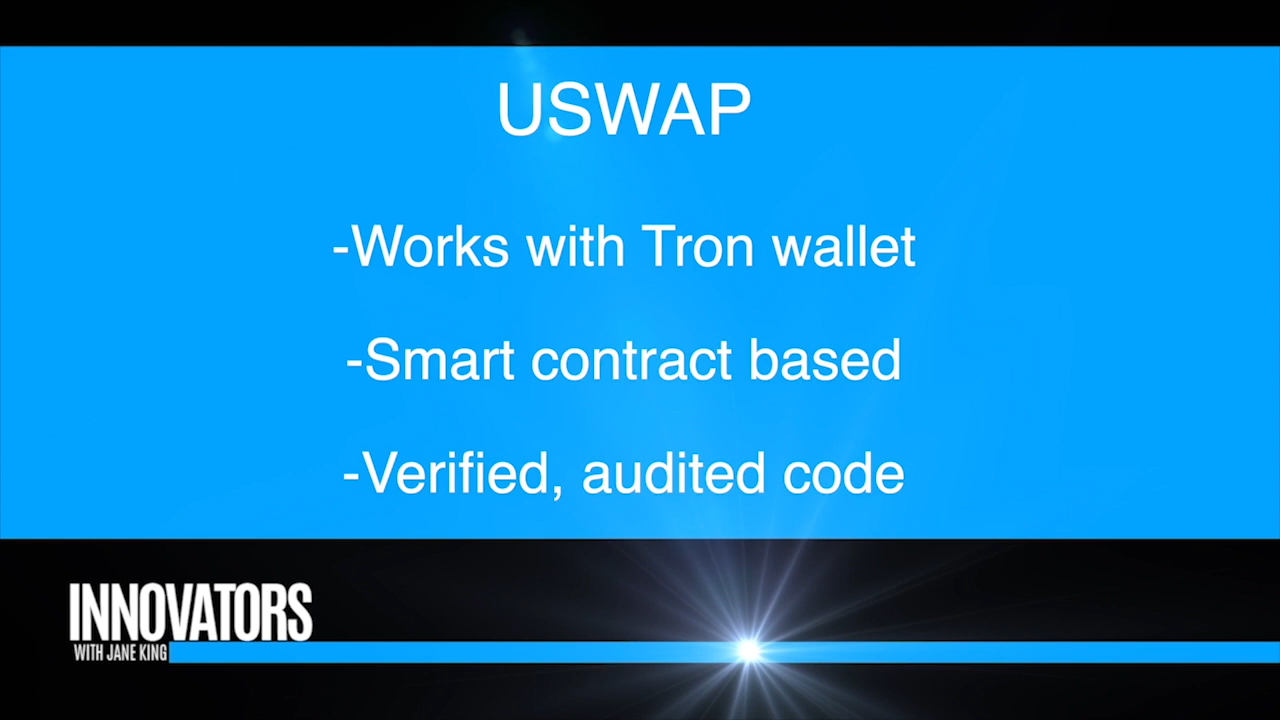 USWAP
-Works with Tron wallet
-Smart contract based
-Verified, audited code
INNOVATORS
WITH JANE KING